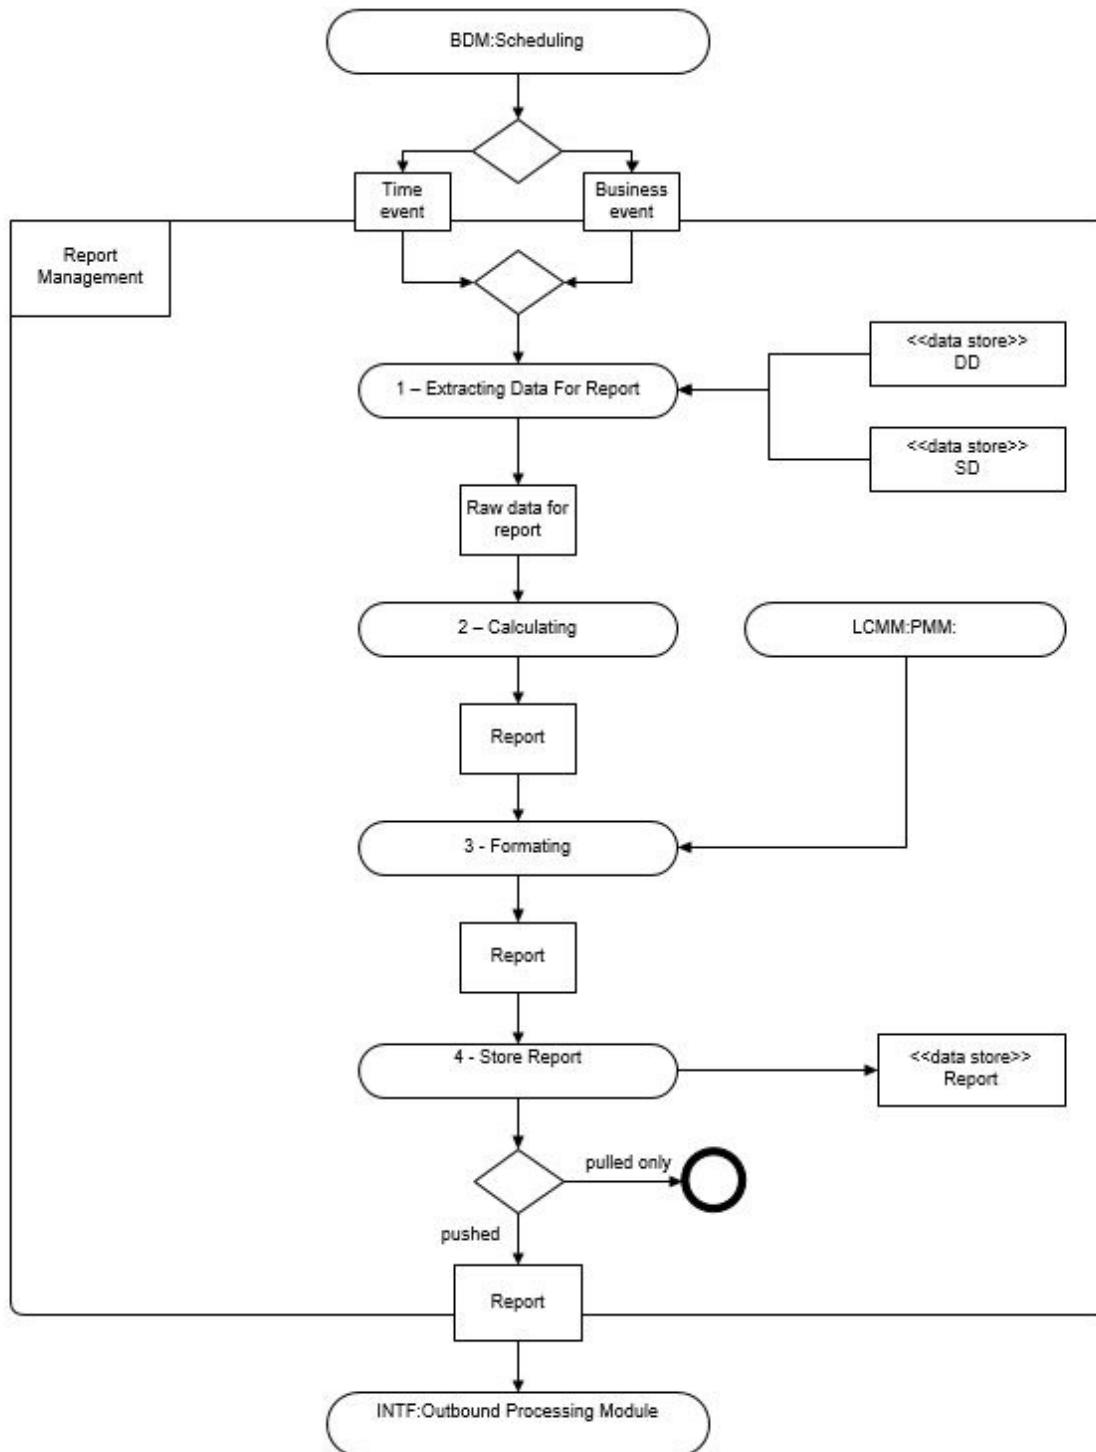 BDM:Scheduling
Time
event
Business
event
Report
Management
<<data store>>
DD
1 – Extracting Data For Report
<<data store>>
SD
Raw data for
report
2 – Calculating
LCMM:PMM:
Report
3 - Formating
Report
4 - Store Report
<<data store>>
Report
pulled only
pushed
Report
INTF:Outbound Processing Module